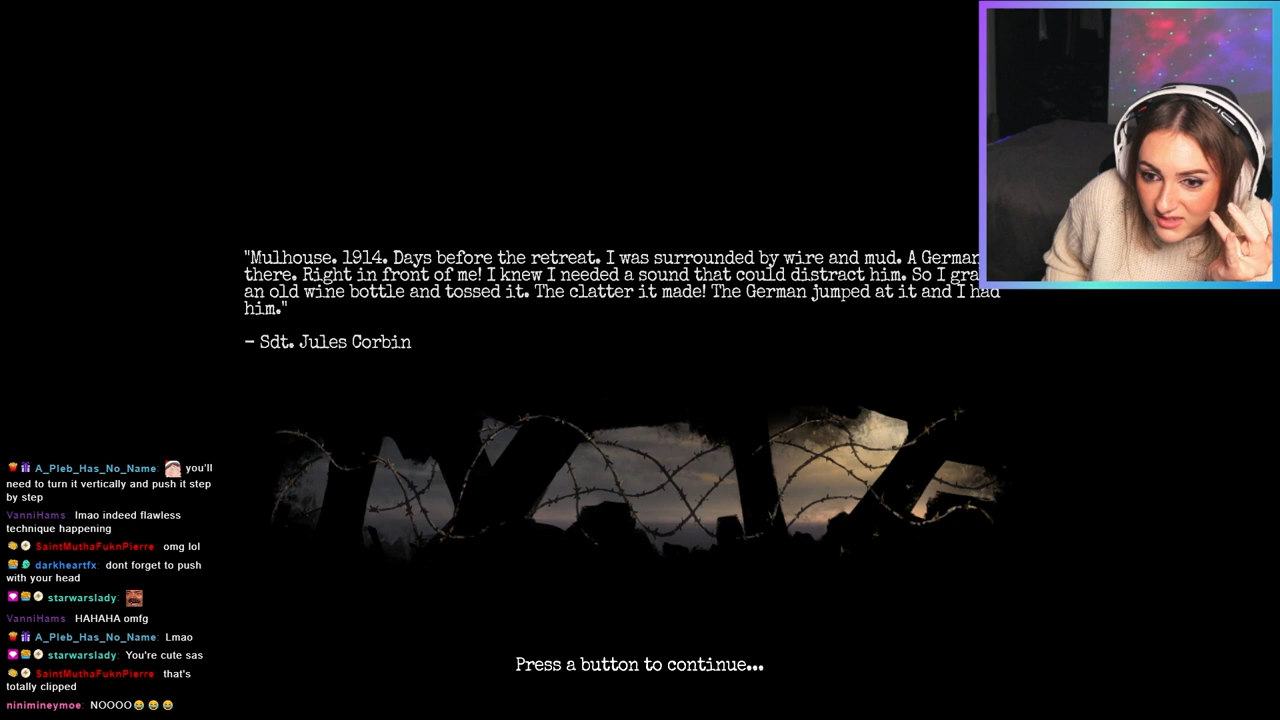 "Mulhouse. 1914. Days before the retreat. I was surrounded by wire and mud. A German
there. Right in front of me! I knew I needed a sound that could distract him. So I gra
an old wine bottle and tossed it. The clatter it made! The German jumped at it and I had
him."
- Sdt. Jules Corbin
A_Pleb_Has_No_Name: you'll
need to turn it vertically and push it step
by step
VanniHams: lmao indeed flawless
technique happening
SaintMuthaFuknPierre: omg lol
darkheartfx: dont forget to push
with your head
starwarslady:
VanniHams: HAHAHA omfg
A_Pleb_Has_No_Name: Lmao
starwarslady: You're cute sas
SaintMuthaFuknPierre: that's
totally clipped
ninimineymoe: NOOOO😂 😂 😂
Press a button to continue...